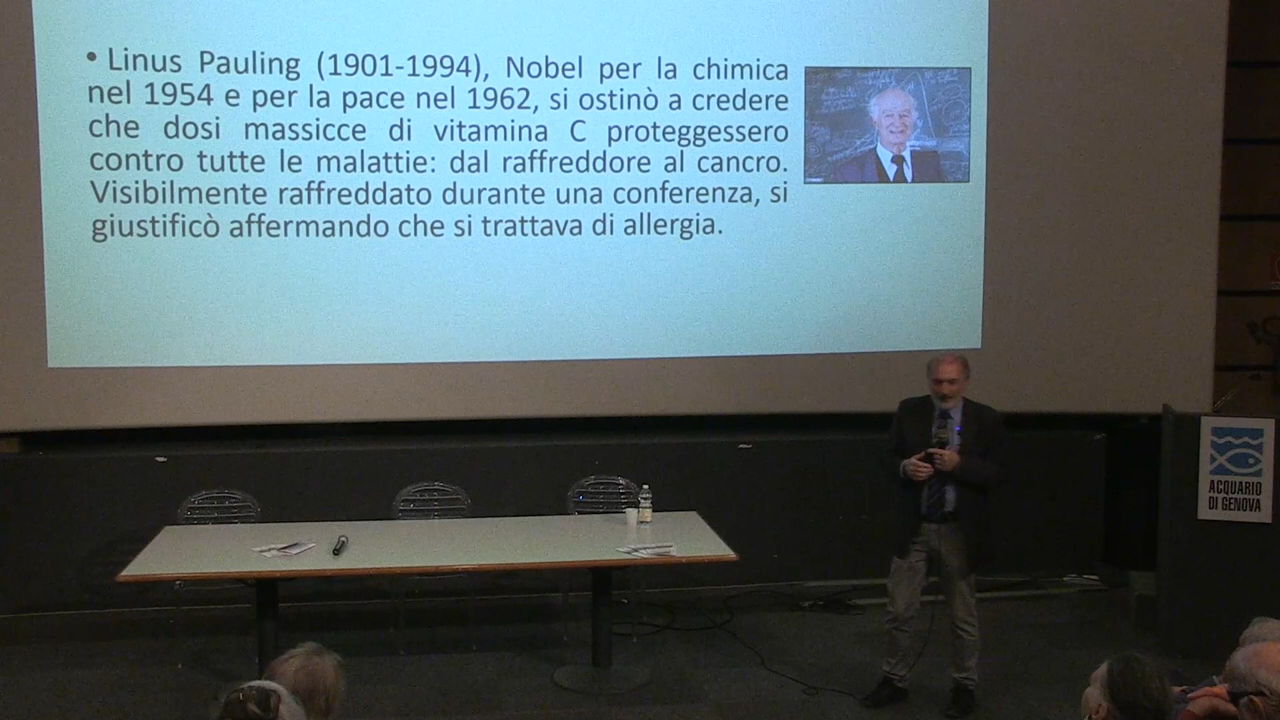 • Linus Pauling (1901-1994), Nobel per la chimica
nel 1954 e per la pace nel 1962, si ostinò a credere
che dosi massicce di vitamina C proteggessero
contro tutte le malattie: dal raffreddore al cancro.
Visibilmente raffreddato durante una conferenza, si
giustificò affermando che si trattava di allergia.
ACQUARIO
DI GENOVA